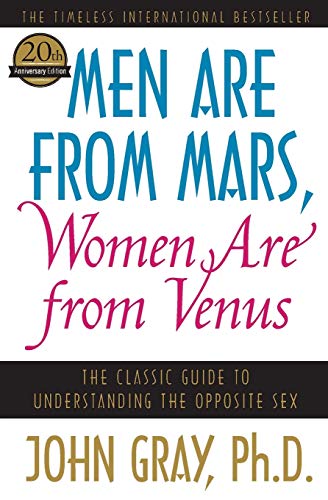 THE TIMELESS INTERNATIONAL BESTSELLER
20th
Anniversary Edition
MEN ARE
FROM MARS,
Women Are
from Venus
THE CLASSIC GUIDE TO
UNDERSTANDING THE OPPOSITE SEX
JOHN GRAY, Ph.D.